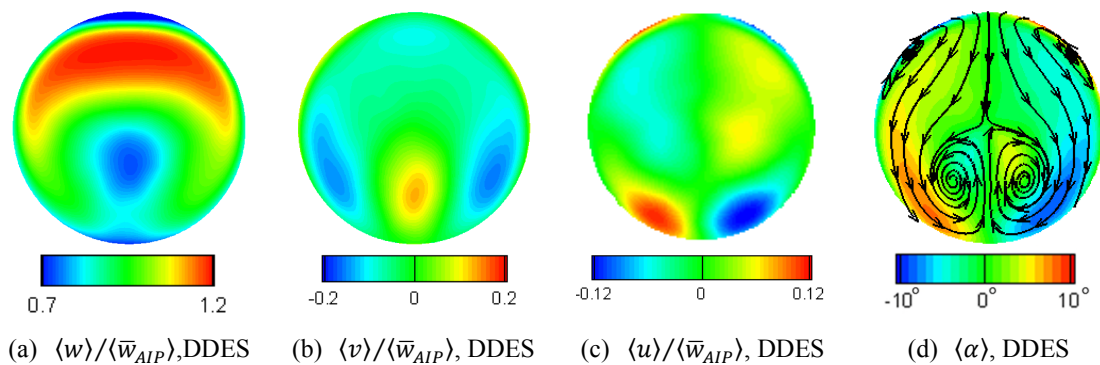 0.7 1.2
-0.2 0 0.2
-0.12 0 0.12
-10° 0° 10°
(a) ⟨w⟩/⟨w̅_AIP⟩,DDES
(b) ⟨v⟩/⟨w̅_AIP⟩, DDES
(c) ⟨u⟩/⟨w̅_AIP⟩, DDES
(d) ⟨α⟩, DDES